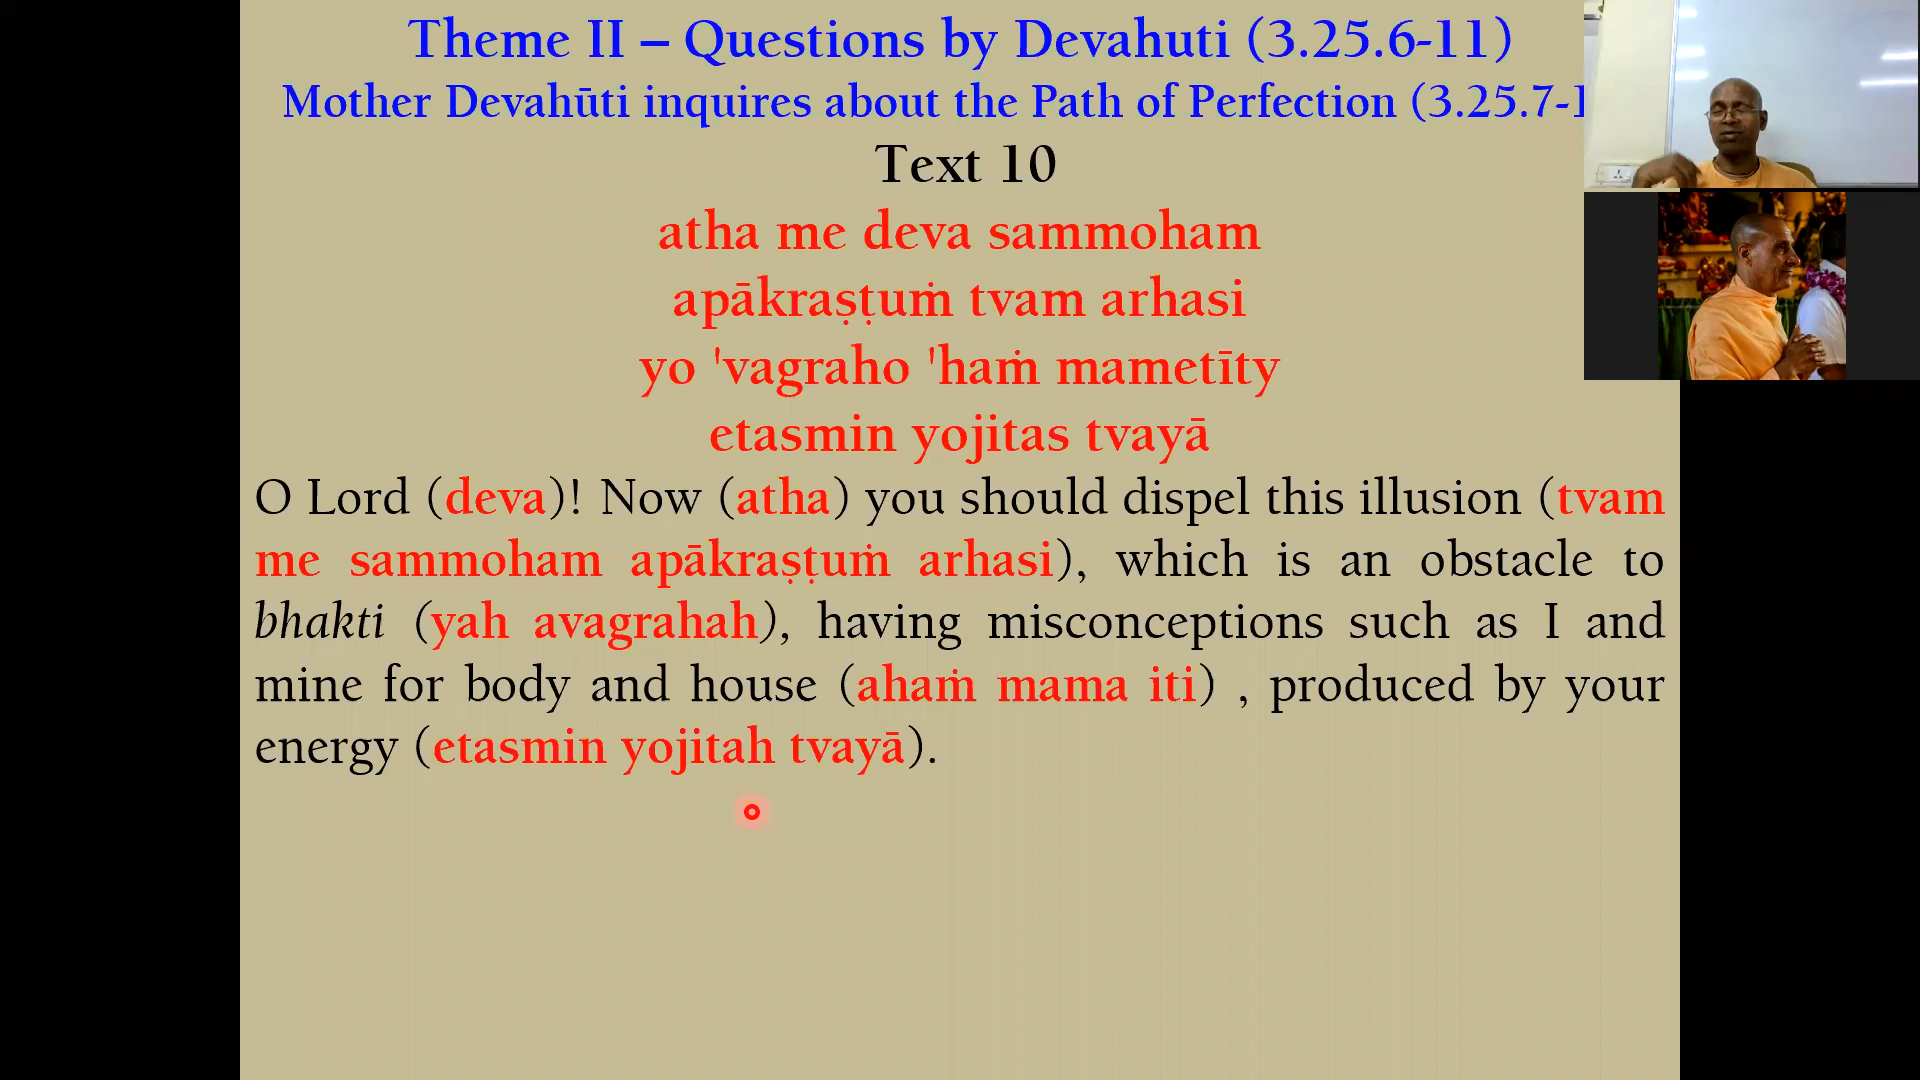 Theme II – Questions by Devahuti (3.25.6-11)
Mother Devahūti inquires about the Path of Perfection (3.25.7-1
Text 10
atha me deva sammoham
apākraṣṭuṁ tvam arhasi
yo 'vagraho 'haṁ mametīty
etasmin yojitas tvayā
O Lord (deva)! Now (atha) you should dispel this illusion (tvam
me sammoham apākraṣṭuṁ arhasi), which is an obstacle to
bhakti (yah avagrahah), having misconceptions such as I and
mine for body and house (ahaṁ mama iti) , produced by your
energy (etasmin yojitah tvayā).